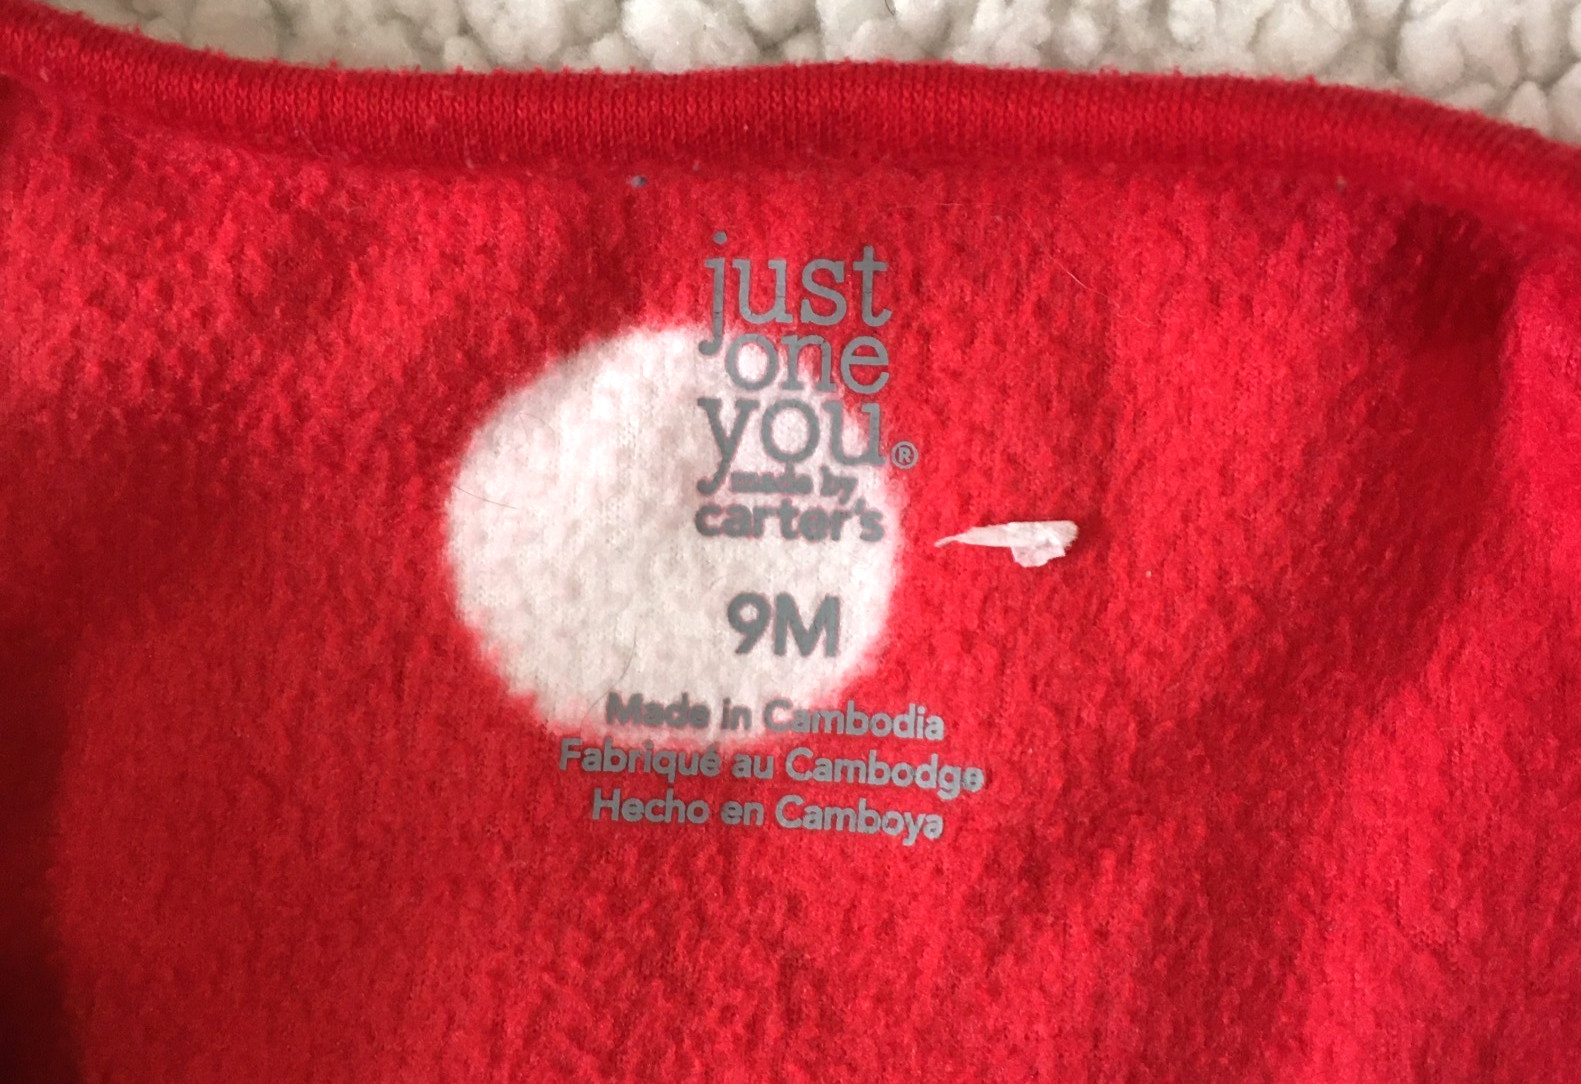 just
one
you®
made by
carter's
9M
Made in Cambodia
Fabriqué au Cambodge
Hecho en Camboya